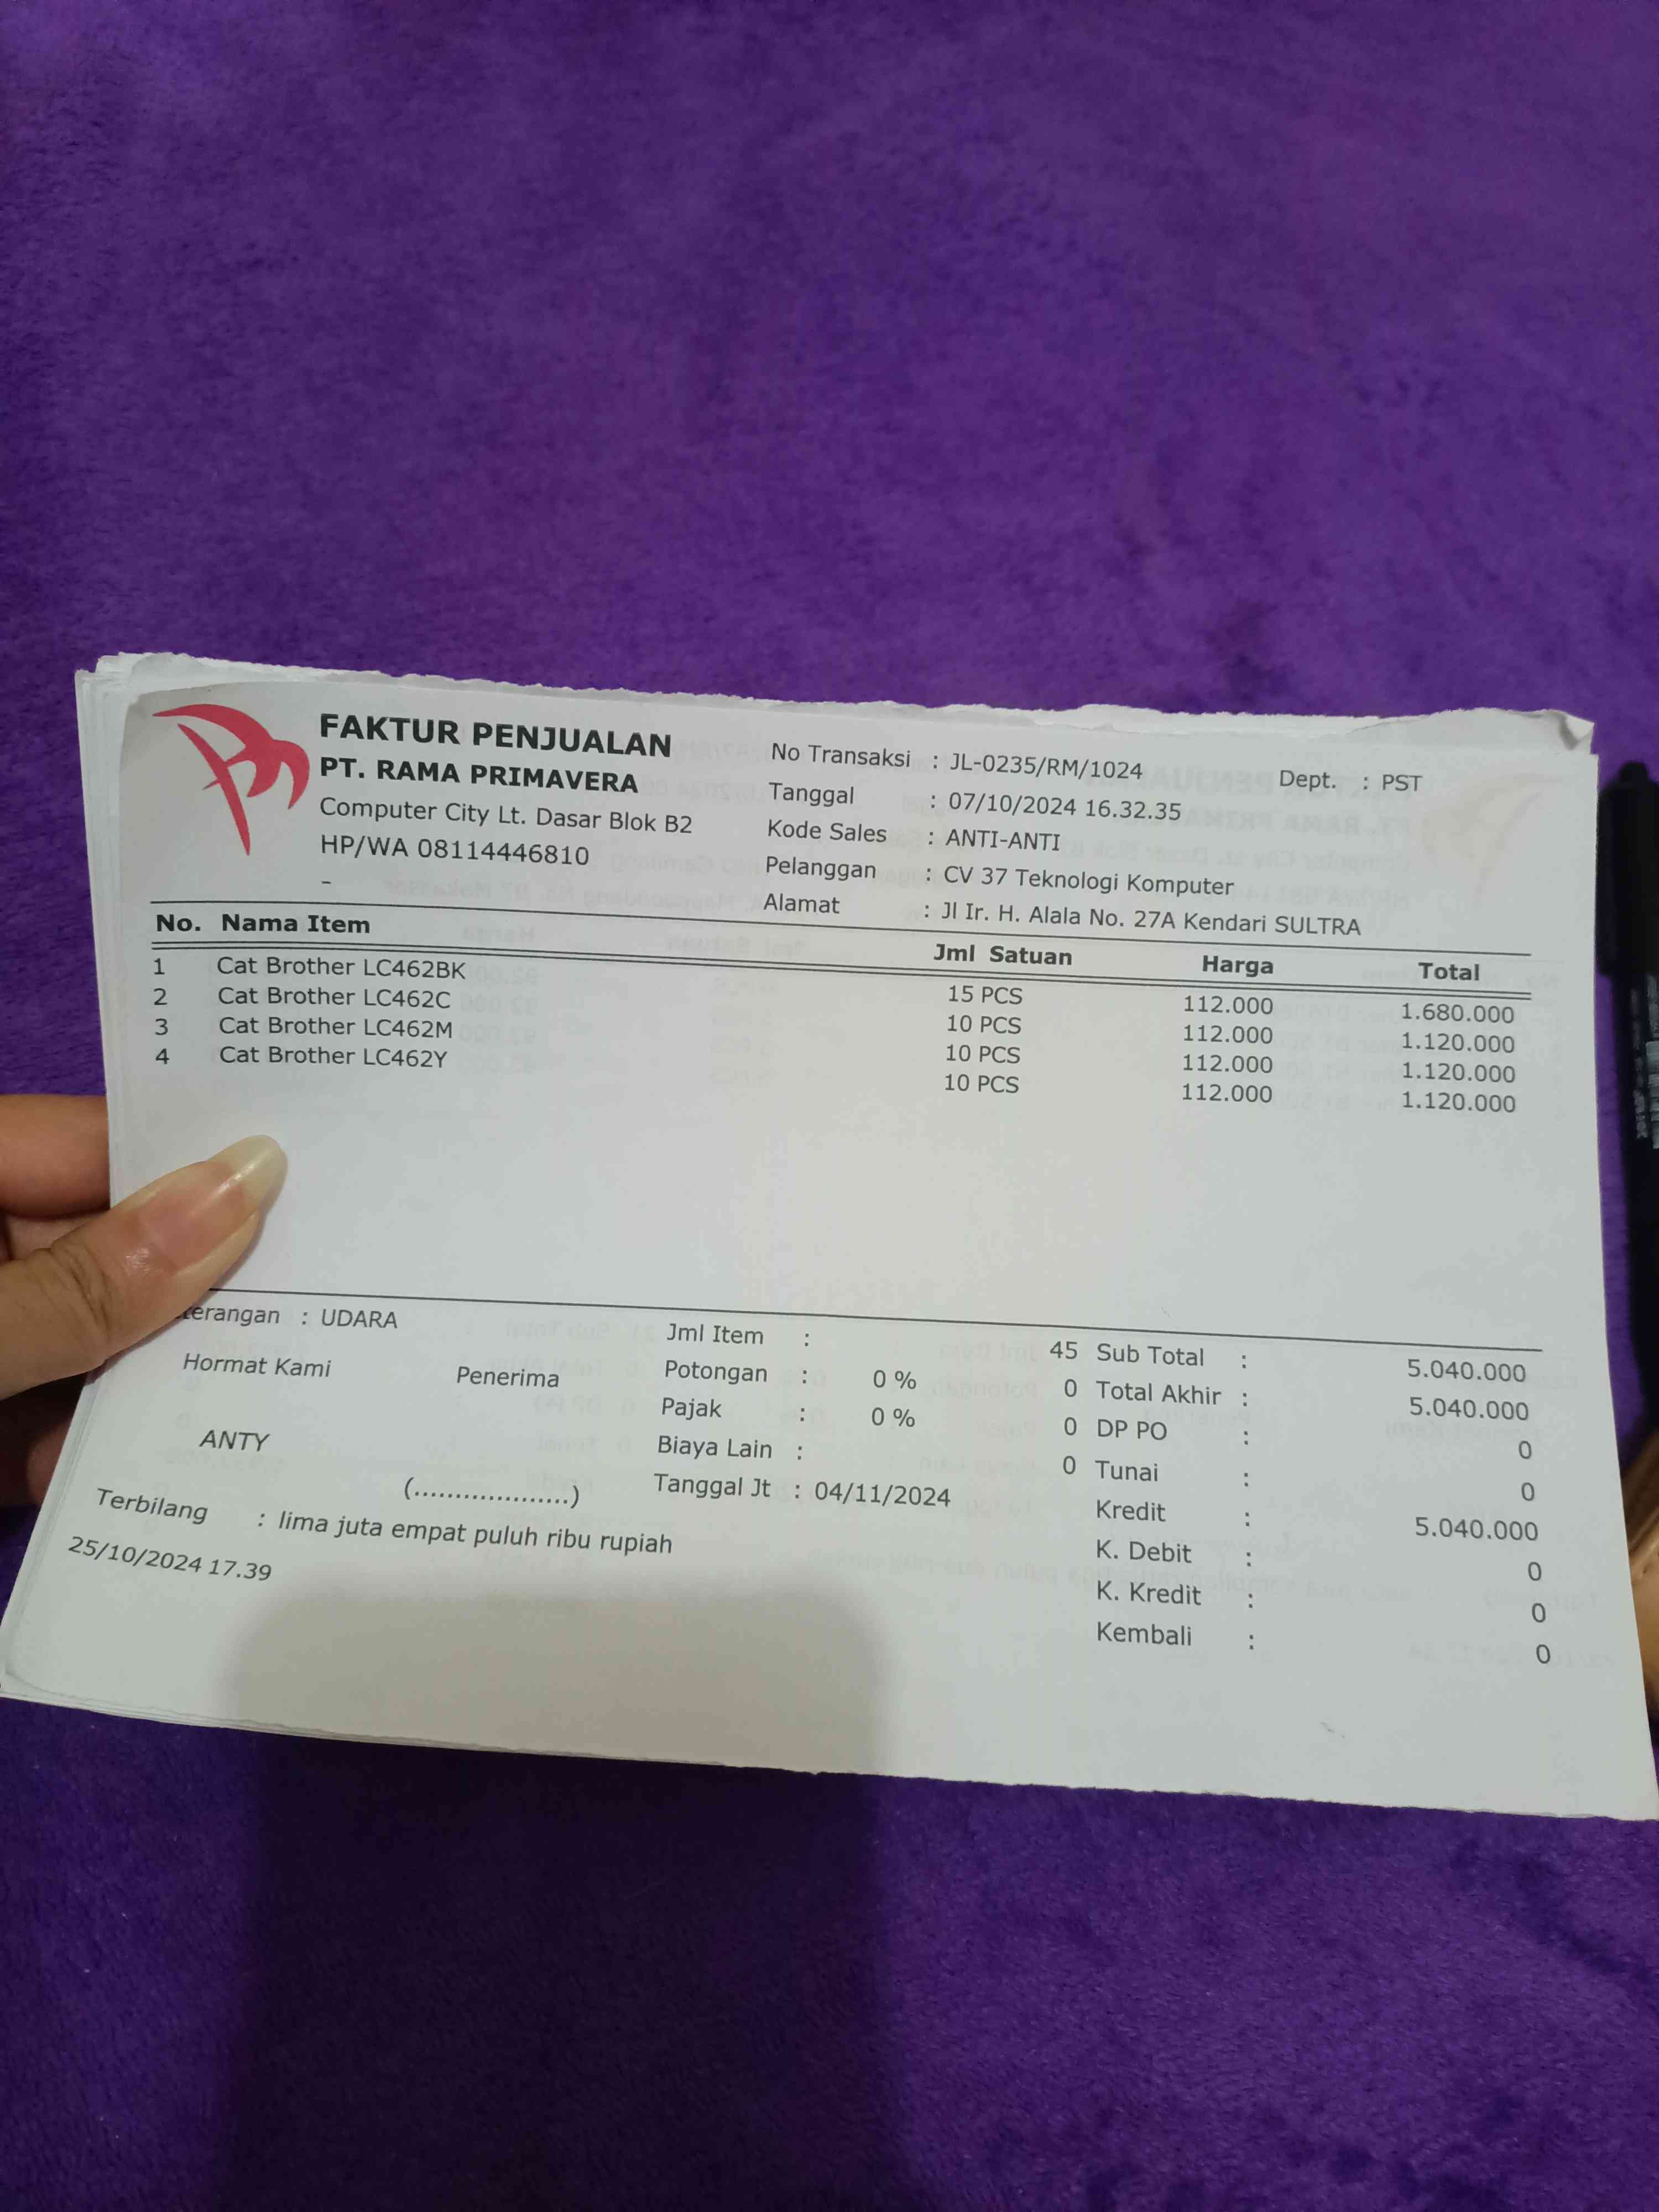 FAKTUR PENJUALAN
PT. RAMA PRIMAVERA
Computer City Lt. Dasar Blok B2
HP/WA 08114446810
-
No Transaksi : JL-0235/RM/1024 Dept. : PST
Tanggal : 07/10/2024 16.32.35
Kode Sales : ANTI-ANTI
Pelanggan : CV 37 Teknologi Komputer
Alamat : Jl Ir. H. Alala No. 27A Kendari SULTRA
No. Nama Item Jml Satuan Harga Total
1 Cat Brother LC462BK 15 PCS 112.000 1.680.000
2 Cat Brother LC462C 10 PCS 112.000 1.120.000
3 Cat Brother LC462M 10 PCS 112.000 1.120.000
4 Cat Brother LC462Y 10 PCS 112.000 1.120.000
terangan : UDARA
Hormat Kami Penerima
ANTY
(...................)
Jml Item : 45
Potongan : 0 % 0
Pajak : 0 % 0
Biaya Lain : 0
Tanggal Jt : 04/11/2024
Sub Total : 5.040.000
Total Akhir : 5.040.000
DP PO : 0
Tunai : 0
Kredit : 5.040.000
K. Debit : 0
K. Kredit : 0
Kembali : 0
Terbilang : lima juta empat puluh ribu rupiah
25/10/2024 17.39